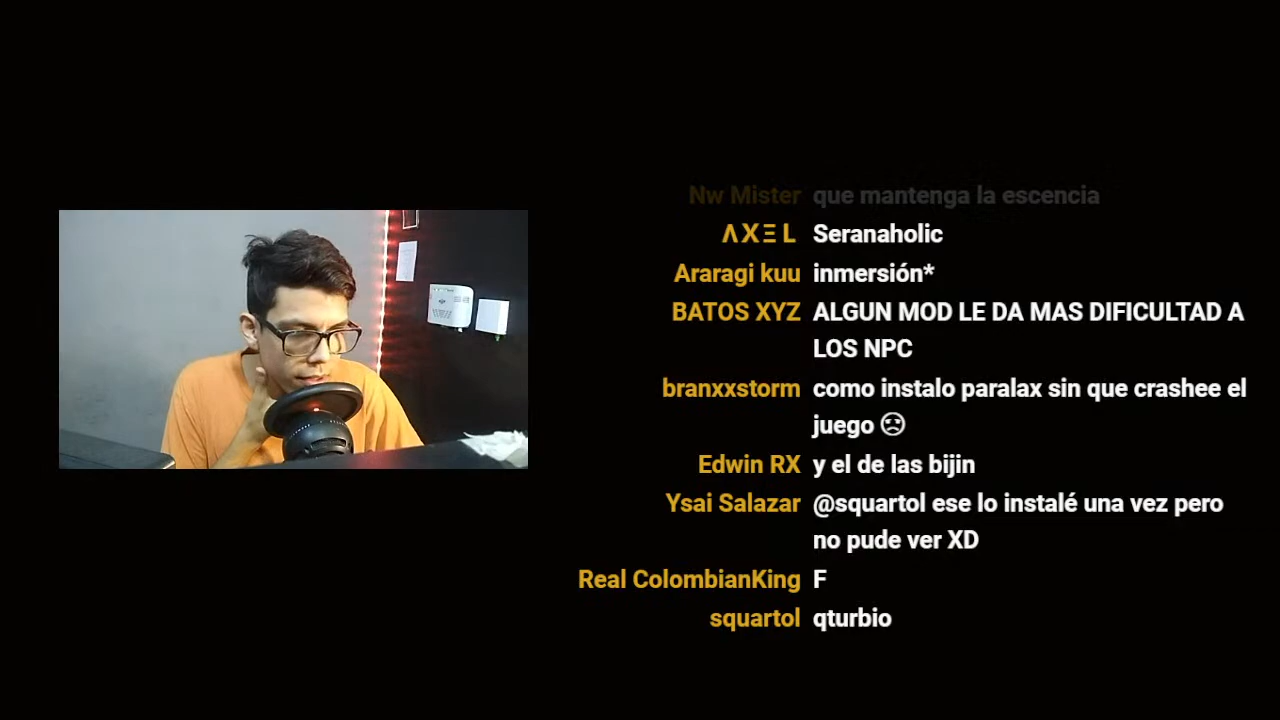 Nw Mister que mantenga la escencia
ΛXΞL Seranaholic
Araragi kuu inmersión*
BATOS XYZ ALGUN MOD LE DA MAS DIFICULTAD A
LOS NPC
branxxstorm como instalo paralax sin que crashee el
juego 😒
Edwin RX y el de las bijin
Ysai Salazar @squartol ese lo instalé una vez pero
no pude ver XD
Real ColombianKing F
squartol qturbio